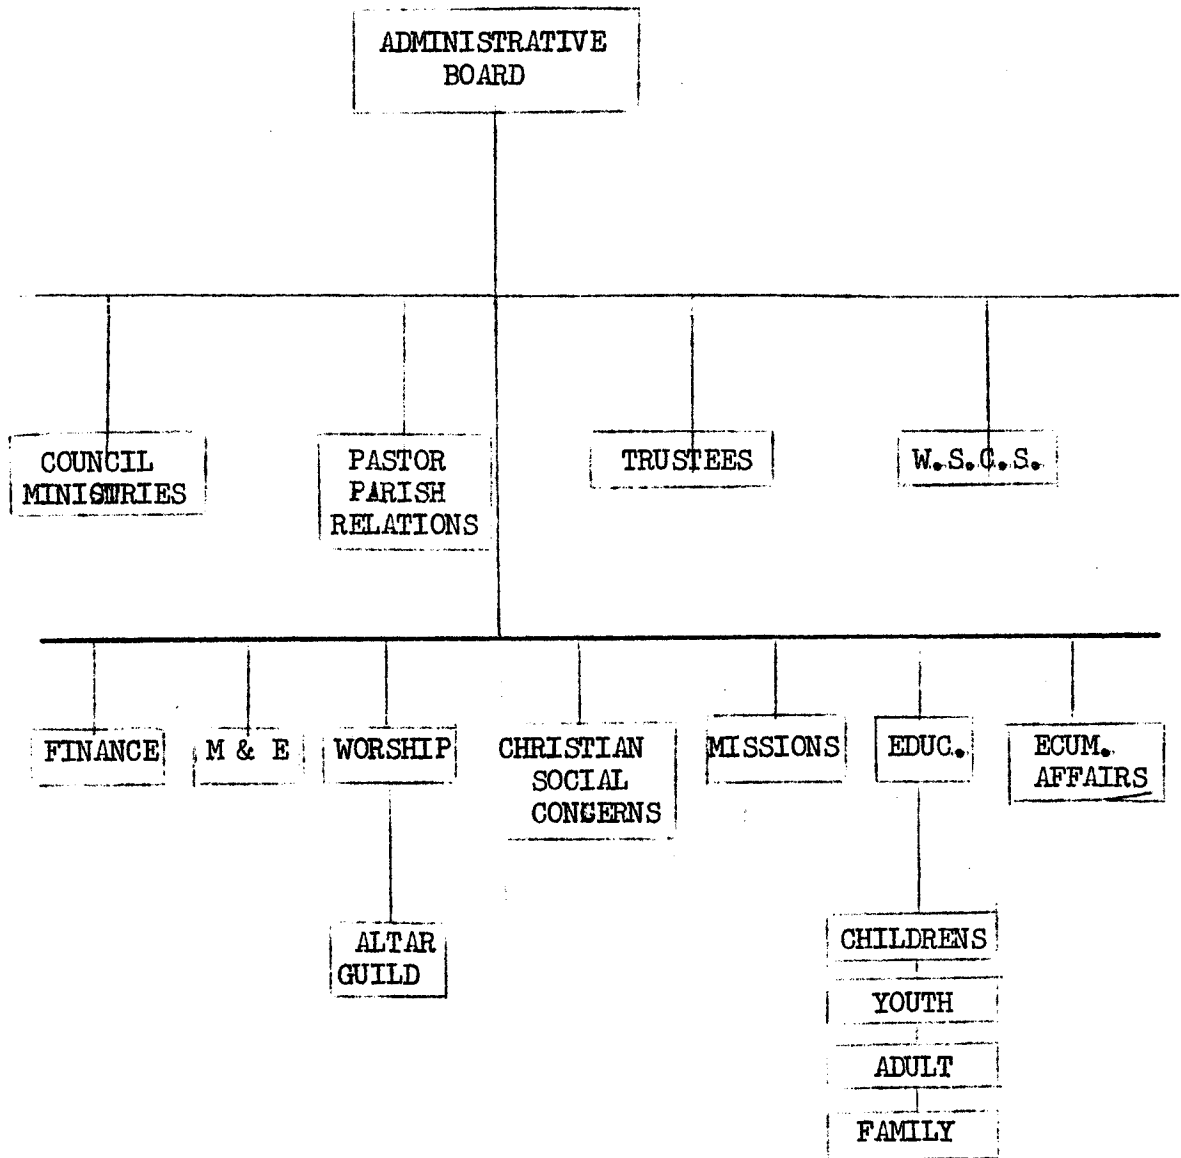 ADMINISTRATIVE
BOARD
COUNCIL
MINISTRIES
PASTOR
PARISH
RELATIONS
TRUSTEES
W.S.C.S.
FINANCE
M & E
WORSHIP
CHRISTIAN
SOCIAL
CONCERNS
MISSIONS
EDUC.
ECUM.
AFFAIRS
ALTAR
GUILD
CHILDRENS
YOUTH
ADULT
FAMILY